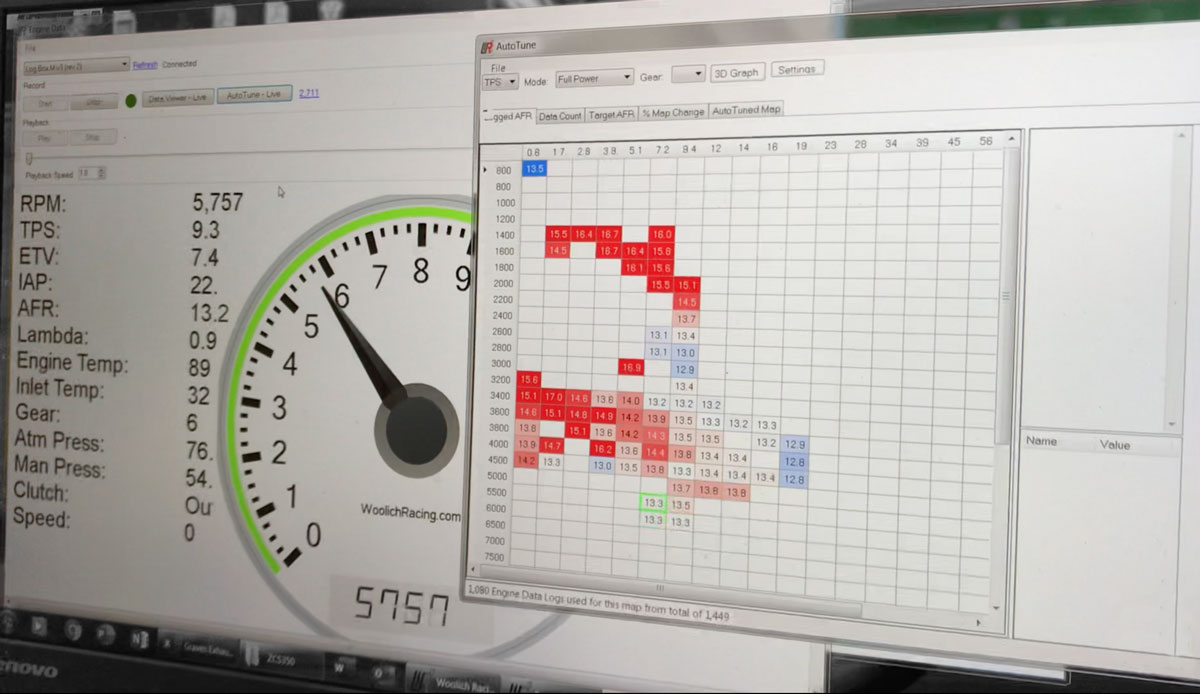 Engine Data
File
Log Box Refresh Connected
Record
Start Stop Data Viewer - Live AutoTune - Live 2,711
Playback
Play Stop -
Playback Speed 1.0
RPM: 5,757
TPS: 9.3
ETV: 7.4
IAP: 22.
AFR: 13.2
Lambda: 0.9
Engine Temp: 89
Inlet Temp: 32
Gear: 6
Atm Press: 76.
Man Press: 54.
Clutch: Ou
Speed: 0
0 1 2 3 4 5 6 7 8 9
WoolichRacing.com
5757
AutoTune
File
TPS Mode: Full Power Gear: 3D Graph Settings
gged AFR Data Count Target AFR % Map Change AutoTuned Map
0.6 1.7 2.8 3.9 5.1 7.2 9.4 12 14 16 19 23 28 34 39 45 56
800 13.5
800
1000
1200
1400 15.5 16.4 16.7 16.0
1600 14.5 16.7 16.4 15.8
1800 16.1 15.6
2000 15.5 15.1
2200 14.5
2400 13.7
2600 13.1 13.4
2800 13.1 13.0
3000 16.9 12.9
3200 15.6 13.4
3400 15.1 17.0 14.6 13.6 14.0 13.2 13.2 13.2
3600 14.6 15.1 14.8 14.9 14.2 13.9 13.5 13.3 13.2 13.3
3800 13.8 15.1 13.6 14.2 14.3 13.5 13.5 13.2 12.9
4000 13.9 14.7 16.2 13.6 14.4 13.8 13.4 13.4 12.8
4500 14.2 13.3 13.0 13.5 13.8 13.3 13.4 13.4 13.4 12.8
5000 13.7 13.8 13.8
5500 13.3 13.5
6000 13.3 13.3
6500
7000
7500
1,090 Engine Data Logs used for this map from total of 1,449
Name Value
Graves Exhau... ZC5350 Woolich Raci...
enovo